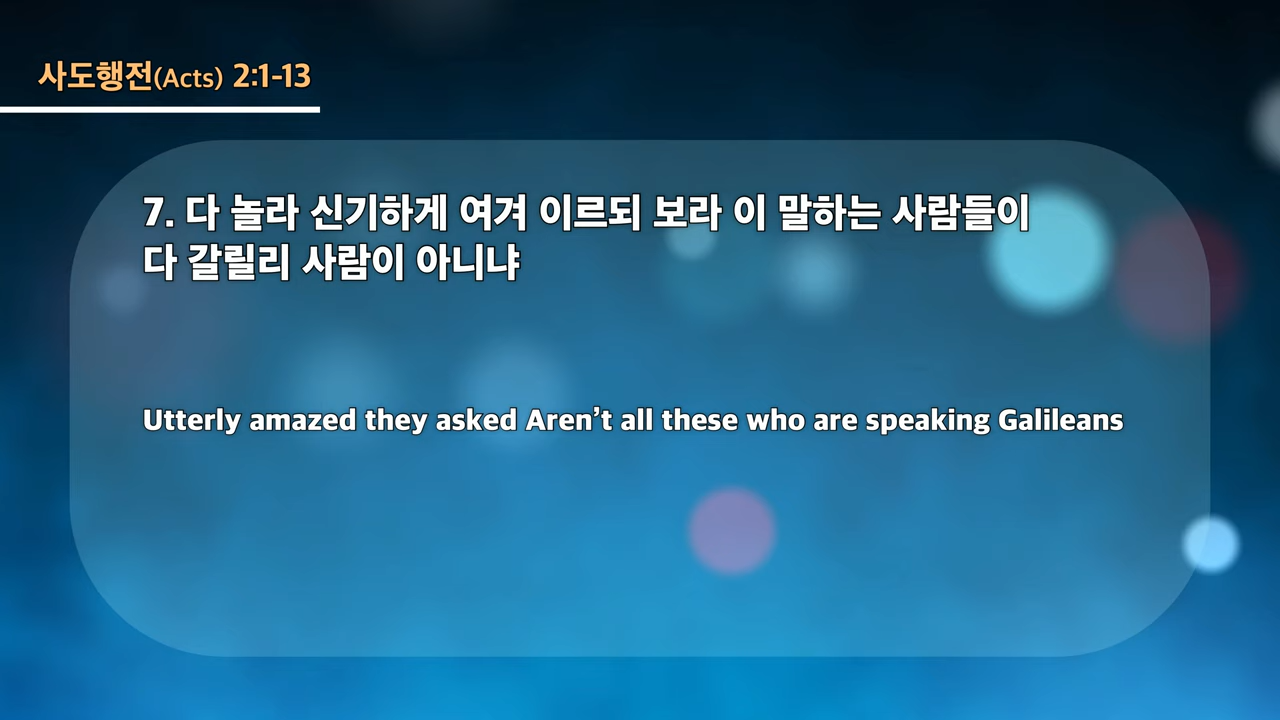 사도행전(Acts) 2:1-13
7. 다 놀라 신기하게 여겨 이르되 보라 이 말하는 사람들이
다 갈릴리 사람이 아니냐
Utterly amazed they asked Aren’t all these who are speaking Galileans